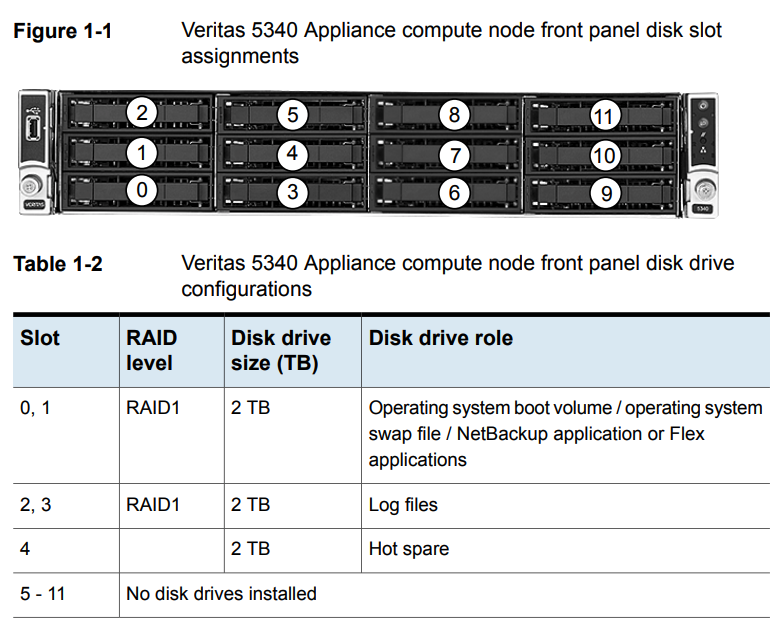 Figure 1-1
Veritas 5340 Appliance compute node front panel disk slot
assignments
2 5 8 11
1 4 7 10
0 3 6 9
VERITAS
5340
Table 1-2
Veritas 5340 Appliance compute node front panel disk drive
configurations
Slot
RAID
level
Disk drive
size (TB)
Disk drive role
0, 1
RAID1
2 TB
Operating system boot volume / operating system
swap file / NetBackup application or Flex
applications
2, 3
RAID1
2 TB
Log files
4
2 TB
Hot spare
5 - 11
No disk drives installed